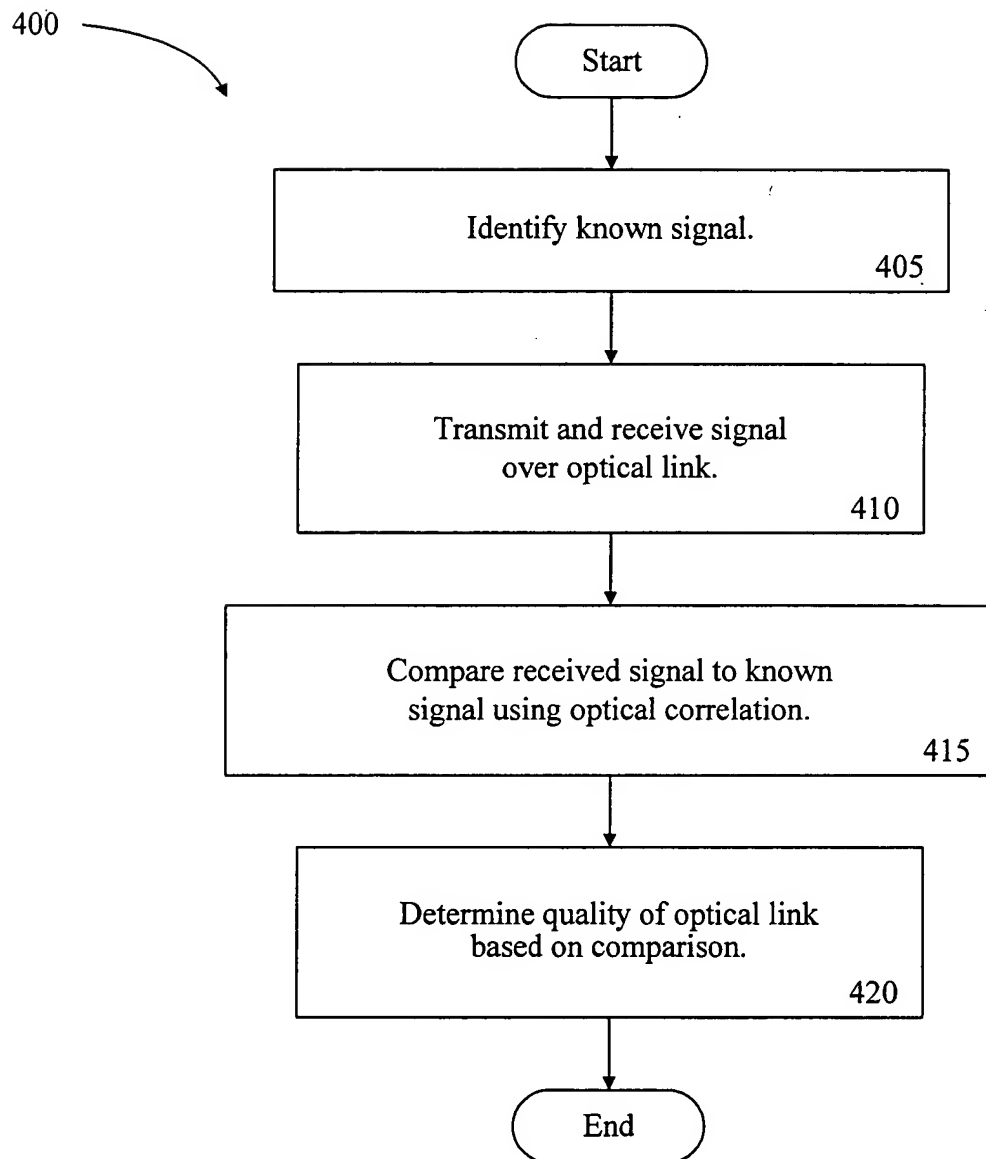 400
Start
Identify known signal.
405
Transmit and receive signal
over optical link.
410
Compare received signal to known
signal using optical correlation.
415
Determine quality of optical link
based on comparison.
420
End